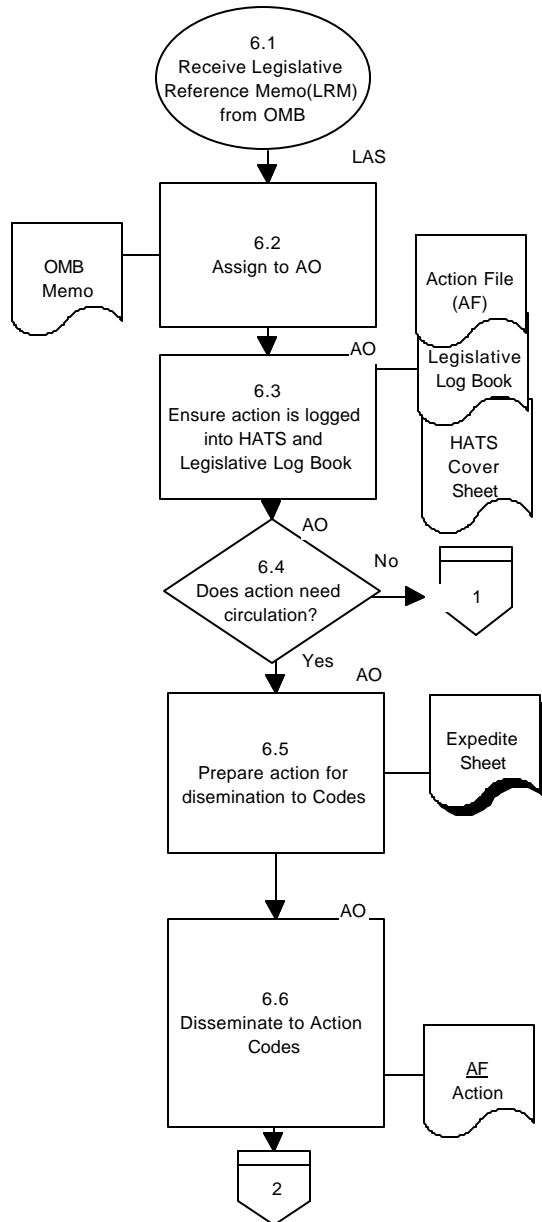 6.1
Receive Legislative
Reference Memo(LRM)
from OMB
LAS
6.2
Assign to AO
OMB
Memo
AO
6.3
Ensure action is logged
into HATS and
Legislative Log Book
Action File
(AF)
Legislative
Log Book
HATS
Cover
Sheet
AO
6.4
Does action need
circulation?
No
1
Yes
AO
6.5
Prepare action for
disemination to Codes
Expedite
Sheet
AO
6.6
Disseminate to Action
Codes
AF
Action
2